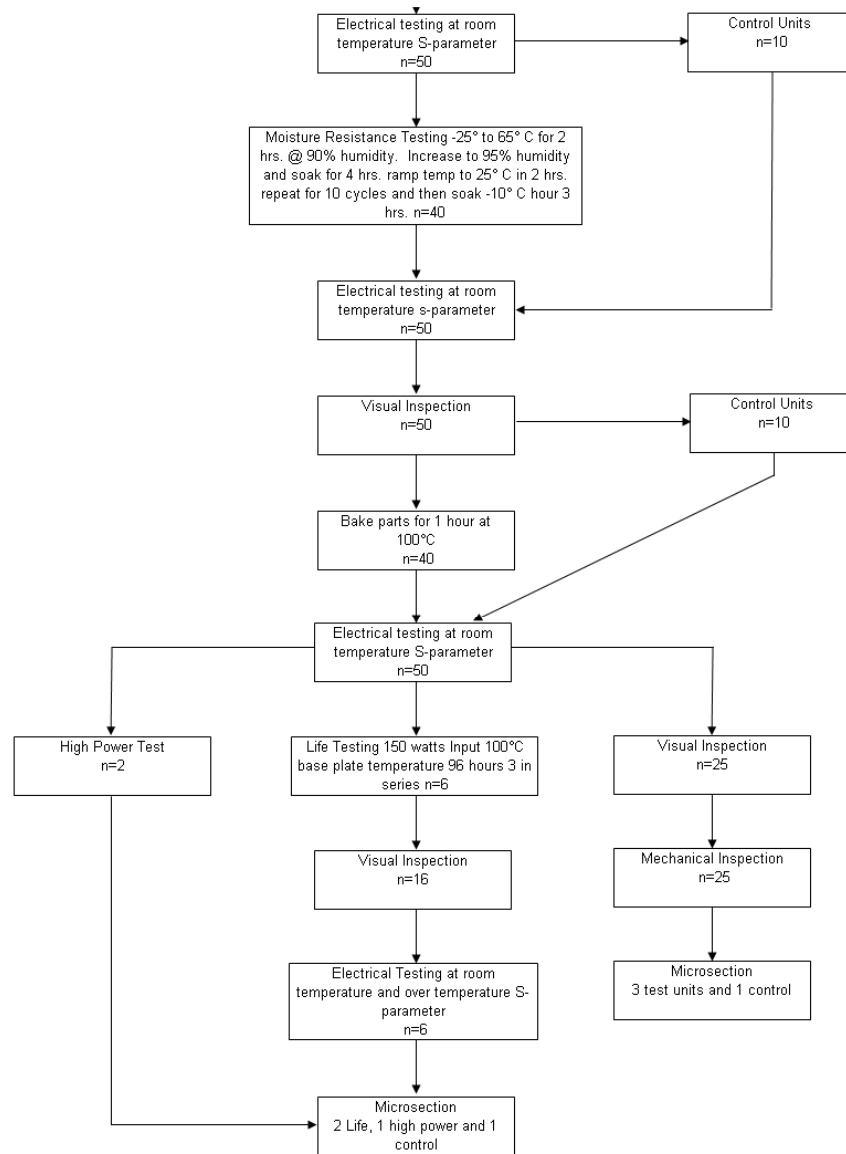 Electrical testing at room
temperature S-parameter
n=50
Control Units
n=10
Moisture Resistance Testing -25° to 65° C for 2
hrs. @ 90% humidity. Increase to 95% humidity
and soak for 4 hrs. ramp temp to 25° C in 2 hrs.
repeat for 10 cycles and then soak -10° C hour 3
hrs. n=40
Electrical testing at room
temperature s-parameter
n=50
Visual Inspection
n=50
Control Units
n=10
Bake parts for 1 hour at
100°C
n=40
Electrical testing at room
temperature S-parameter
n=50
High Power Test
n=2
Life Testing 150 watts Input 100°C
base plate temperature 96 hours 3 in
series n=6
Visual Inspection
n=25
Visual Inspection
n=16
Mechanical Inspection
n=25
Electrical Testing at room
temperature and over temperature S-
parameter
n=6
Microsection
3 test units and 1 control
Microsection
2 Life, 1 high power and 1
control